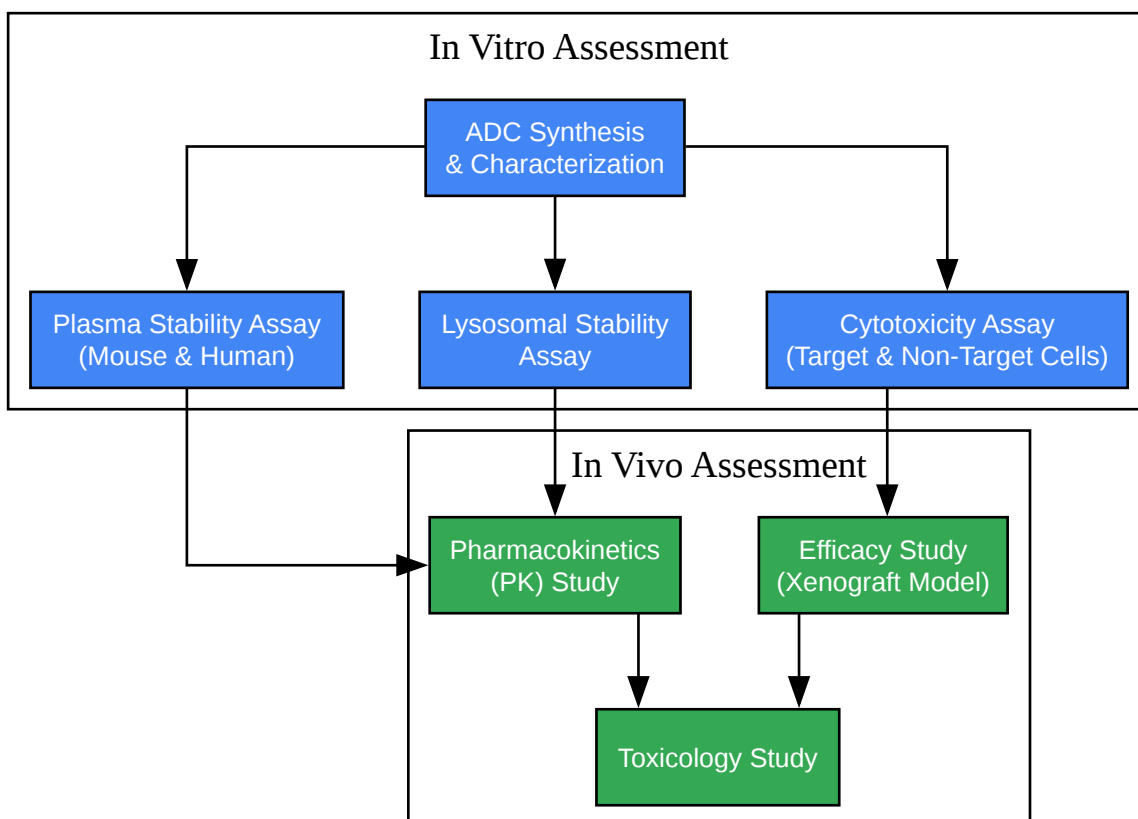 In Vitro Assessment
ADC Synthesis
& Characterization
Plasma Stability Assay
(Mouse & Human)
Lysosomal Stability
Assay
Cytotoxicity Assay
(Target & Non-Target Cells)
In Vivo Assessment
Pharmacokinetics
(PK) Study
Efficacy Study
(Xenograft Model)
Toxicology Study